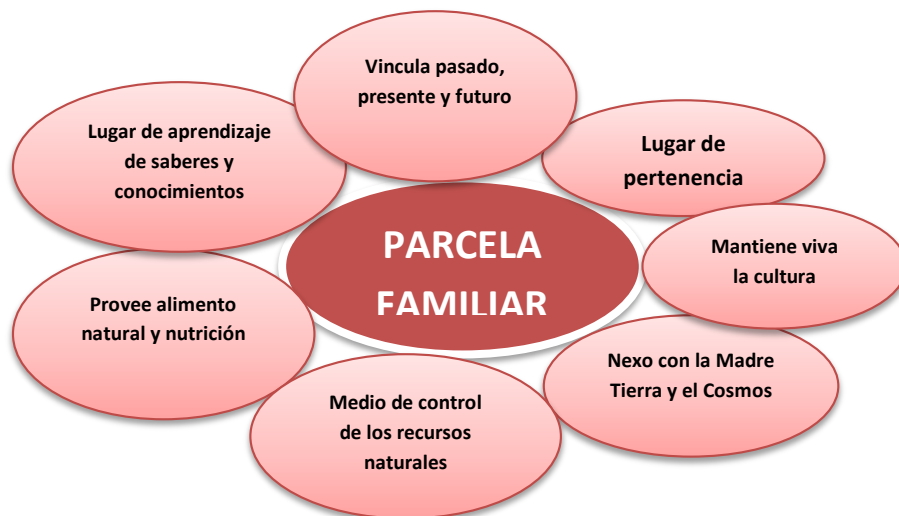 Vincula pasado,
presente y futuro
Lugar de aprendizaje
de saberes y
conocimientos
Lugar de
pertenencia
PARCELA
FAMILIAR
Mantiene viva
la cultura
Provee alimento
natural y nutrición
Nexo con la Madre
Tierra y el Cosmos
Medio de control
de los recursos
naturales